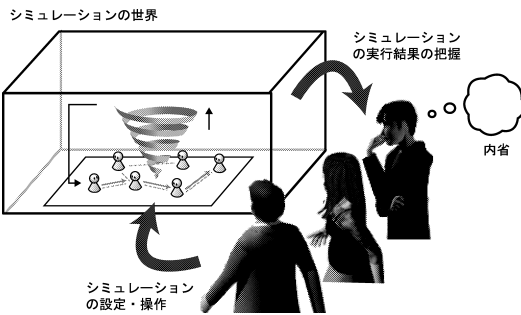 シミュレーションの世界
シミュレーション
の実行結果の把握
内省
シミュレーション
の設定・操作